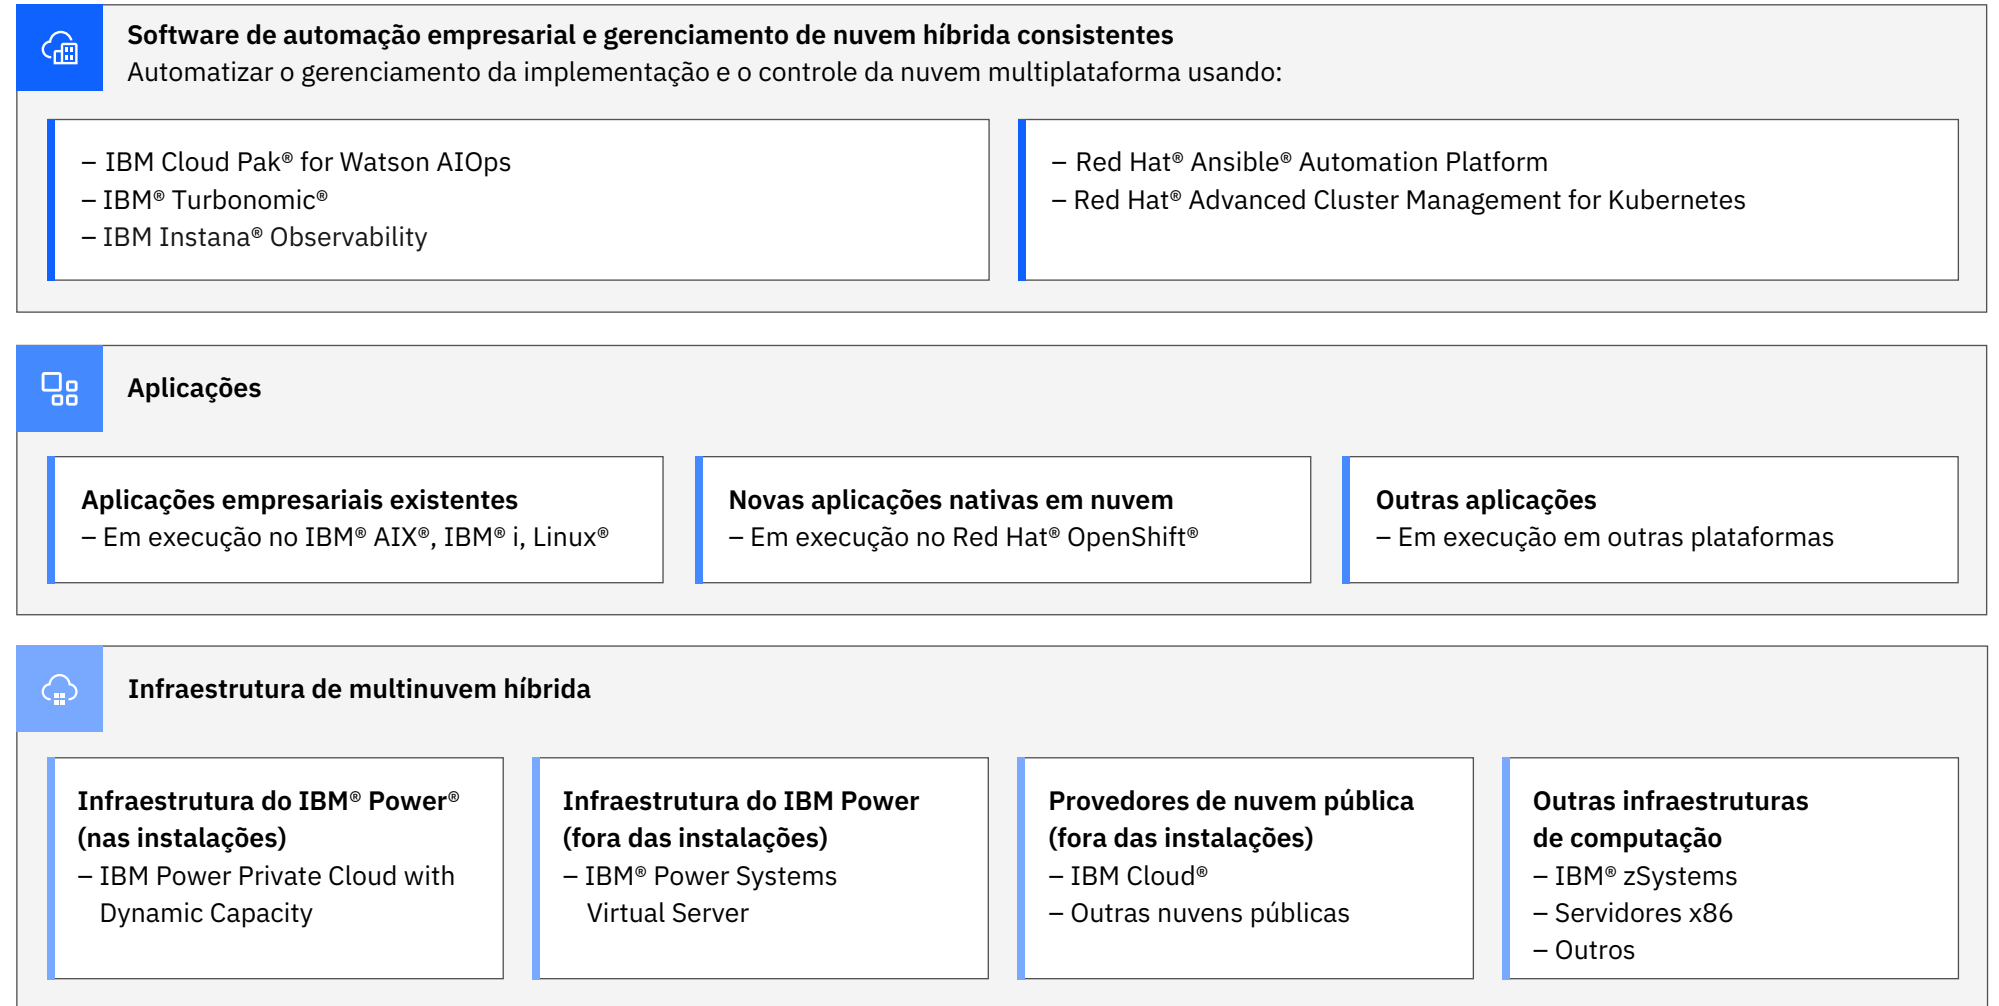 Software de automação empresarial e gerenciamento de nuvem híbrida consistentes
Automatizar o gerenciamento da implementação e o controle da nuvem multiplataforma usando:
– IBM Cloud Pak® for Watson AIOps
– IBM® Turbonomic®
– IBM Instana® Observability
– Red Hat® Ansible® Automation Platform
– Red Hat® Advanced Cluster Management for Kubernetes
Aplicações
Aplicações empresariais existentes
– Em execução no IBM® AIX®, IBM® i, Linux®
Novas aplicações nativas em nuvem
– Em execução no Red Hat® OpenShift®
Outras aplicações
– Em execução em outras plataformas
Infraestrutura de multinuvem híbrida
Infraestrutura do IBM® Power®
(nas instalações)
– IBM Power Private Cloud with
Dynamic Capacity
Infraestrutura do IBM Power
(fora das instalações)
– IBM® Power Systems
Virtual Server
Provedores de nuvem pública
(fora das instalações)
– IBM Cloud®
– Outras nuvens públicas
Outras infraestruturas
de computação
– IBM® zSystems
– Servidores x86
– Outros